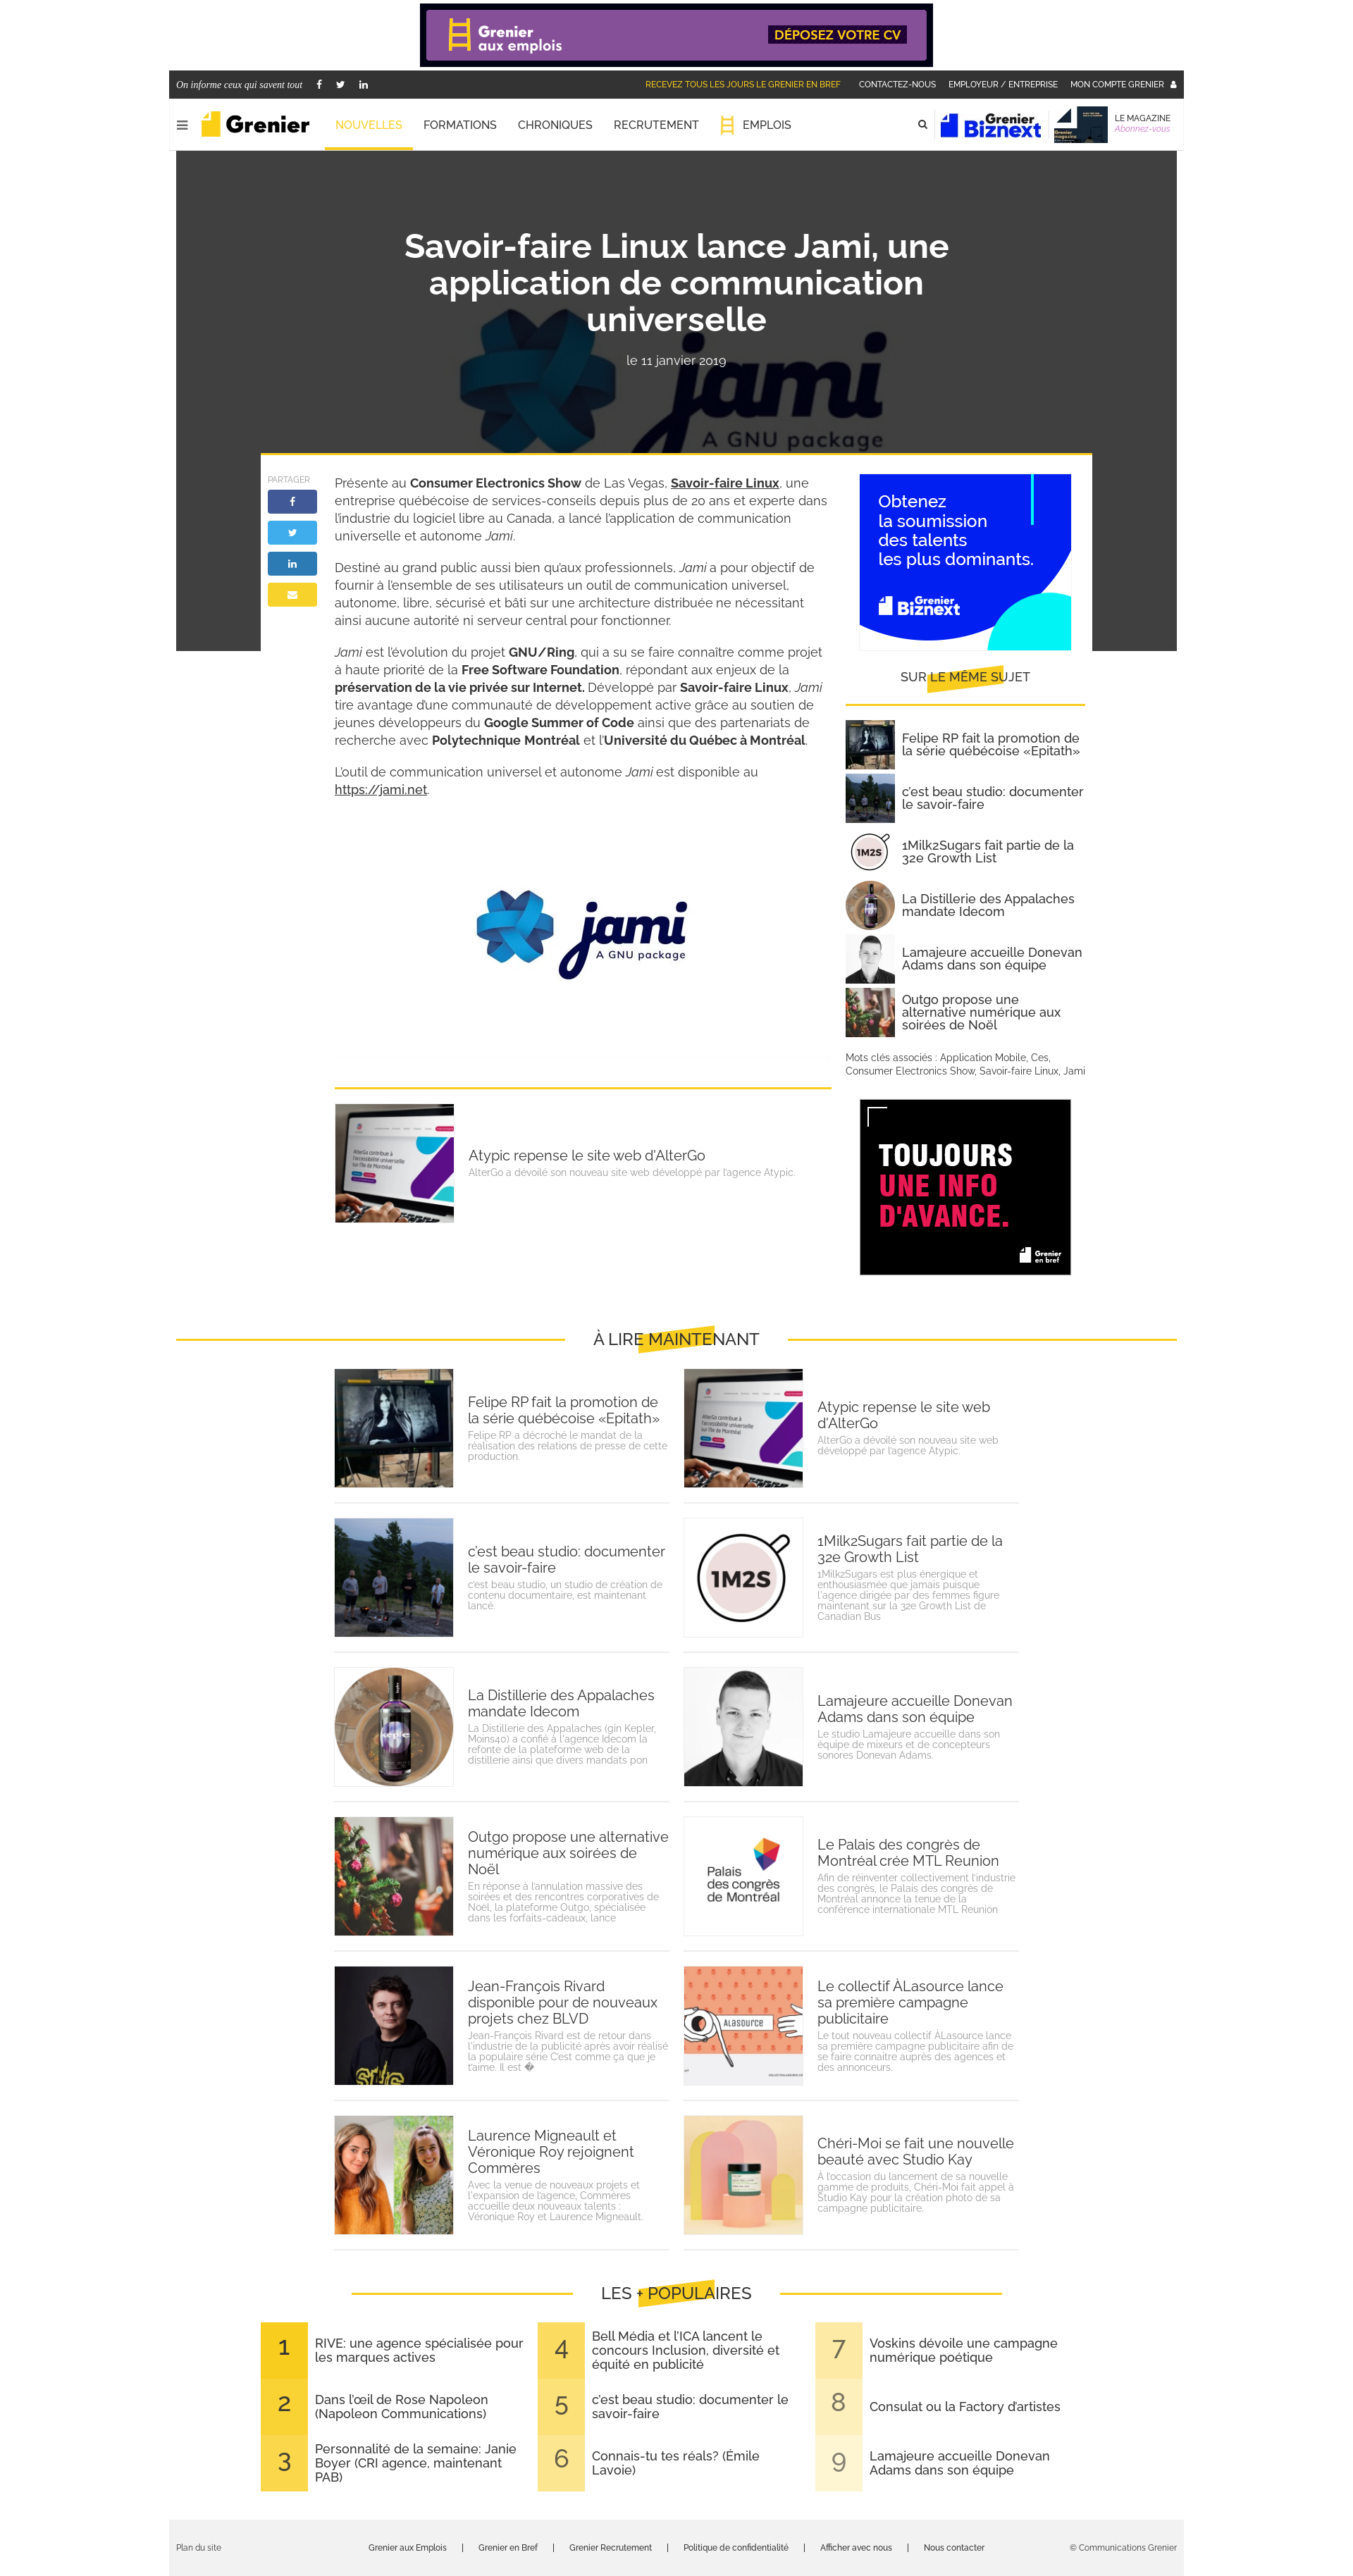 Grenier
aux emplois
DÉPOSEZ VOTRE CV
On informe ceux qui savent tout
RECEVEZ TOUS LES JOURS LE GRENIER EN BREF
CONTACTEZ-NOUS
EMPLOYEUR / ENTREPRISE
MON COMPTE GRENIER
Grenier
NOUVELLES
FORMATIONS
CHRONIQUES
RECRUTEMENT
EMPLOIS
Grenier
Biznext
LE MAGAZINE
Abonnez-vous
Savoir-faire Linux lance Jami, une
application de communication
universelle
le 11 janvier 2019
jami
A GNU package
PARTAGER
Présente au Consumer Electronics Show de Las Vegas, Savoir-faire Linux, une
entreprise québécoise de services-conseils depuis plus de 20 ans et experte dans
l’industrie du logiciel libre au Canada, a lancé l’application de communication
universelle et autonome Jami.
Destiné au grand public aussi bien qu’aux professionnels, Jami a pour objectif de
fournir à l’ensemble de ses utilisateurs un outil de communication universel,
autonome, libre, sécurisé et bâti sur une architecture distribuée ne nécessitant
ainsi aucune autorité ni serveur central pour fonctionner.
Jami est l’évolution du projet GNU/Ring, qui a su se faire connaître comme projet
à haute priorité de la Free Software Foundation, répondant aux enjeux de la
préservation de la vie privée sur Internet. Développé par Savoir-faire Linux, Jami
tire avantage d’une communauté de développement active grâce au soutien de
jeunes développeurs du Google Summer of Code ainsi que des partenariats de
recherche avec Polytechnique Montréal et l’Université du Québec à Montréal.
L’outil de communication universel et autonome Jami est disponible au
https://jami.net.
jami
A GNU package
Atypic repense le site web d'AlterGo
AlterGo a dévoilé son nouveau site web développé par l’agence Atypic.
Obtenez
la soumission
des talents
les plus dominants.
Grenier
Biznext
SUR LE MÊME SUJET
Felipe RP fait la promotion de
la série québécoise «Epitath»
c’est beau studio: documenter
le savoir-faire
1M2S
1Milk2Sugars fait partie de la
32e Growth List
La Distillerie des Appalaches
mandate Idecom
Lamajeure accueille Donevan
Adams dans son équipe
Outgo propose une
alternative numérique aux
soirées de Noël
Mots clés associés : Application Mobile, Ces,
Consumer Electronics Show, Savoir-faire Linux, Jami
TOUJOURS
UNE INFO
D'AVANCE.
Grenier
en bref
À LIRE MAINTENANT
Felipe RP fait la promotion de
la série québécoise «Epitath»
Felipe RP a décroché le mandat de la
réalisation des relations de presse de cette
production.
Atypic repense le site web
d'AlterGo
AlterGo a dévoilé son nouveau site web
développé par l’agence Atypic.
c’est beau studio: documenter
le savoir-faire
c’est beau studio, un studio de création de
contenu documentaire, est maintenant
lancé.
1M2S
1Milk2Sugars fait partie de la
32e Growth List
1Milk2Sugars est plus énergique et
enthousiasmée que jamais puisque
l'agence dirigée par des femmes figure
maintenant sur la 32e Growth List de
Canadian Bus
La Distillerie des Appalaches
mandate Idecom
La Distillerie des Appalaches (gin Kepler,
Moins40) a confié à l'agence Idecom la
refonte de la plateforme web de la
distillerie ainsi que divers mandats pon
Lamajeure accueille Donevan
Adams dans son équipe
Le studio Lamajeure accueille dans son
équipe de mixeurs et de concepteurs
sonores Donevan Adams.
Outgo propose une alternative
numérique aux soirées de
Noël
En réponse à l’annulation massive des
soirées et des rencontres corporatives de
Noël, la plateforme Outgo, spécialisée
dans les forfaits-cadeaux, lance
Palais
des congrès
de Montréal
Le Palais des congrès de
Montréal crée MTL Reunion
Afin de réinventer collectivement l’industrie
des congrès, le Palais des congrès de
Montréal annonce la tenue de la
conférence internationale MTL Reunion
Jean-François Rivard
disponible pour de nouveaux
projets chez BLVD
Jean-François Rivard est de retour dans
l'industrie de la publicité après avoir réalisé
la populaire série C’est comme ça que je
t’aime. Il est �
ALASOURCE
Le collectif ÀLasource lance
sa première campagne
publicitaire
Le tout nouveau collectif ÀLasource lance
sa première campagne publicitaire afin de
se faire connaitre auprès des agences et
des annonceurs.
Laurence Migneault et
Véronique Roy rejoignent
Commères
Avec la venue de nouveaux projets et
l'expansion de l’agence, Commères
accueille deux nouveaux talents :
Véronique Roy et Laurence Migneault.
Chéri-Moi se fait une nouvelle
beauté avec Studio Kay
À l’occasion du lancement de sa nouvelle
gamme de produits, Chéri-Moi fait appel à
Studio Kay pour la création photo de sa
campagne publicitaire.
LES + POPULAIRES
1
RIVE: une agence spécialisée pour
les marques actives
2
Dans l’œil de Rose Napoleon
(Napoleon Communications)
3
Personnalité de la semaine: Janie
Boyer (CRI agence, maintenant
PAB)
4
Bell Média et l’ICA lancent le
concours Inclusion, diversité et
équité en publicité
5
c’est beau studio: documenter le
savoir-faire
6
Connais-tu tes réals? (Émile
Lavoie)
7
Voskins dévoile une campagne
numérique poétique
8
Consulat ou la Factory d’artistes
9
Lamajeure accueille Donevan
Adams dans son équipe
Plan du site
Grenier aux Emplois
Grenier en Bref
Grenier Recrutement
Politique de confidentialité
Afficher avec nous
Nous contacter
© Communications Grenier